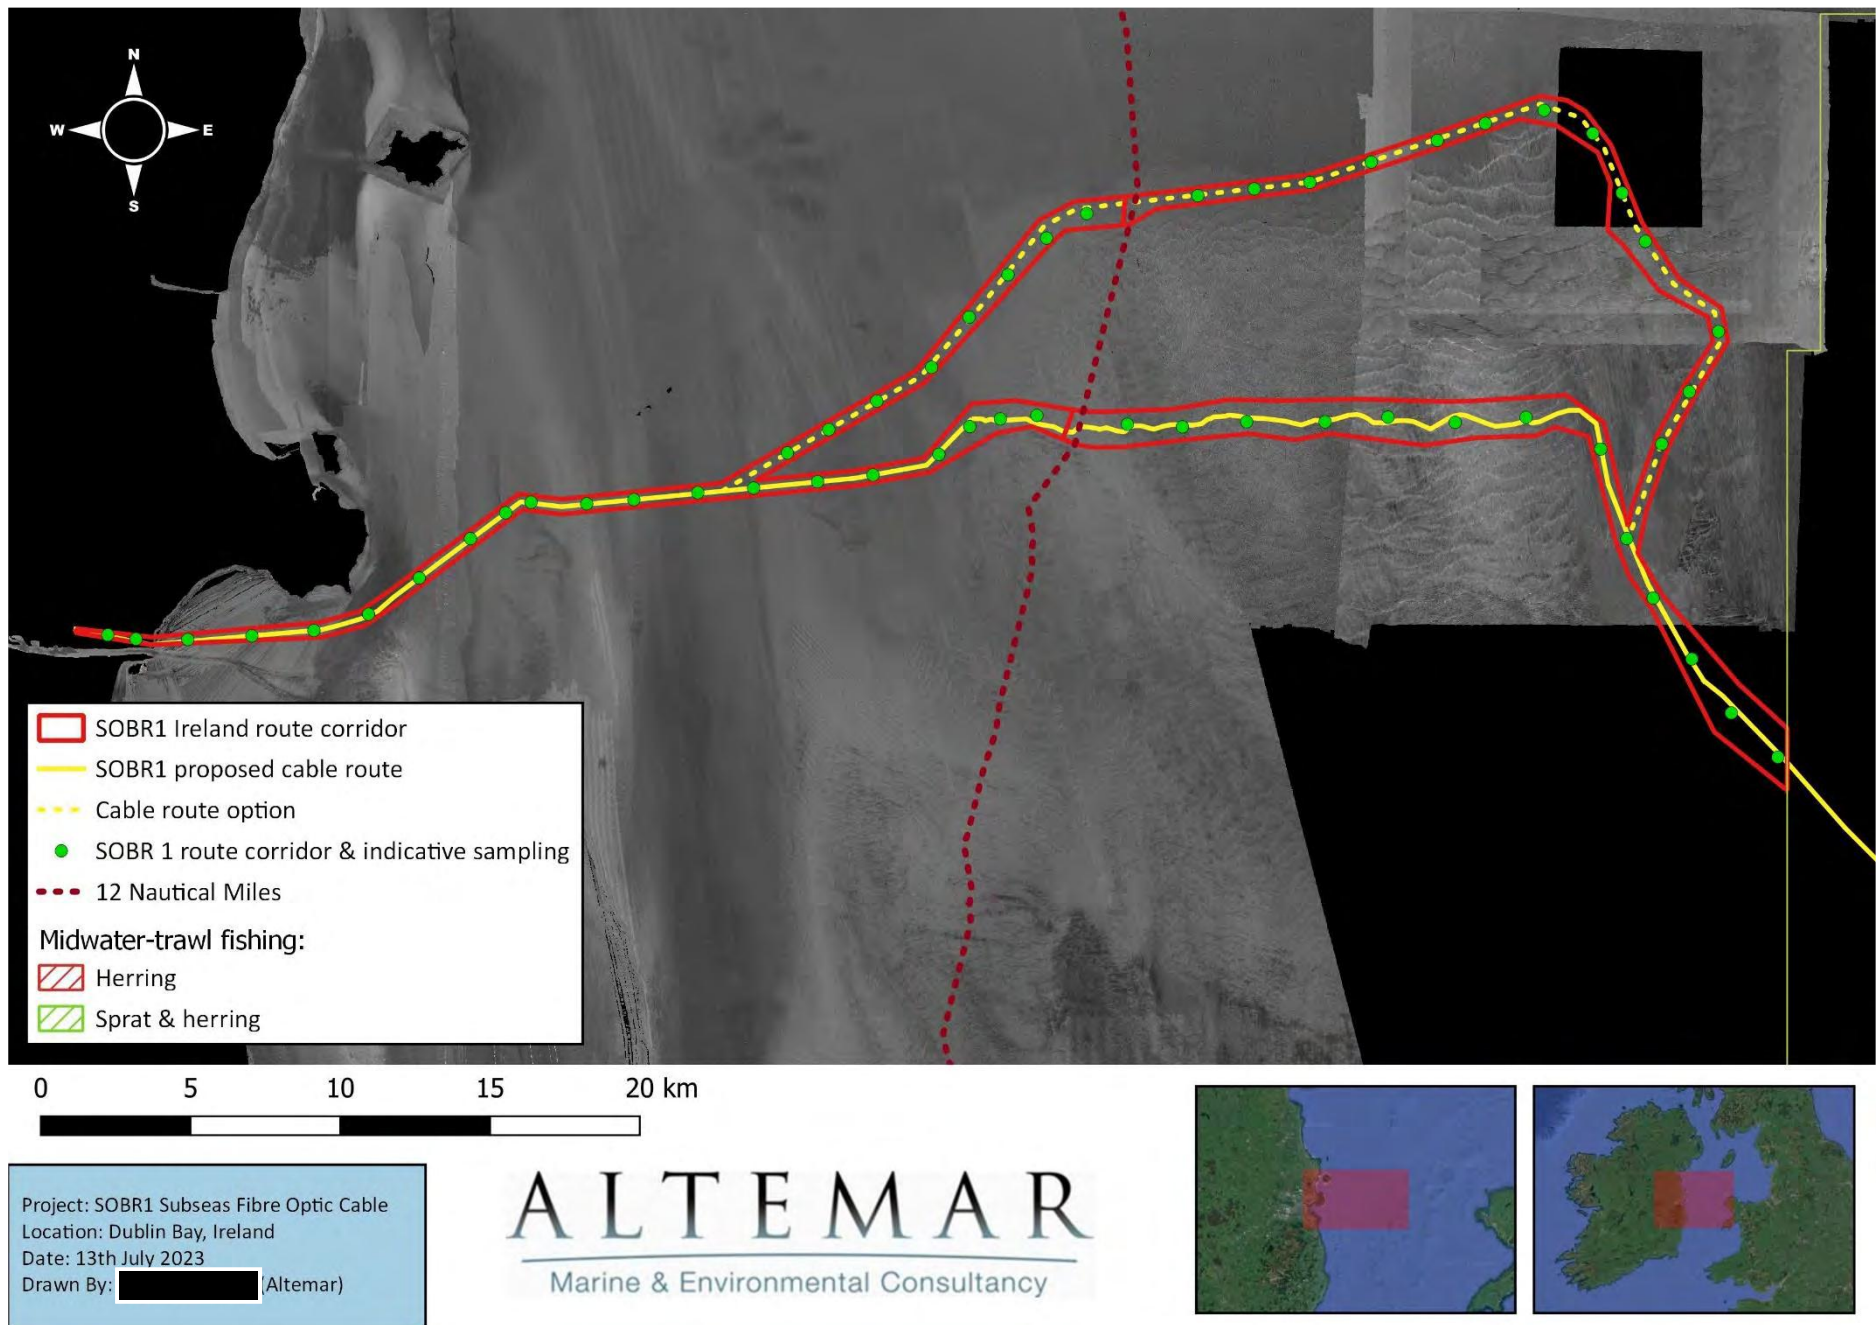 N
W E
S
SOBR1 Ireland route corridor
SOBR1 proposed cable route
Cable route option
SOBR 1 route corridor & indicative sampling
12 Nautical Miles
Midwater-trawl fishing:
Herring
Sprat & herring
0 5 10 15 20 km
Project: SOBR1 Subseas Fibre Optic Cable
Location: Dublin Bay, Ireland
Date: 13th July 2023
Drawn By: (Altemar)
ALTEMAR
Marine & Environmental Consultancy